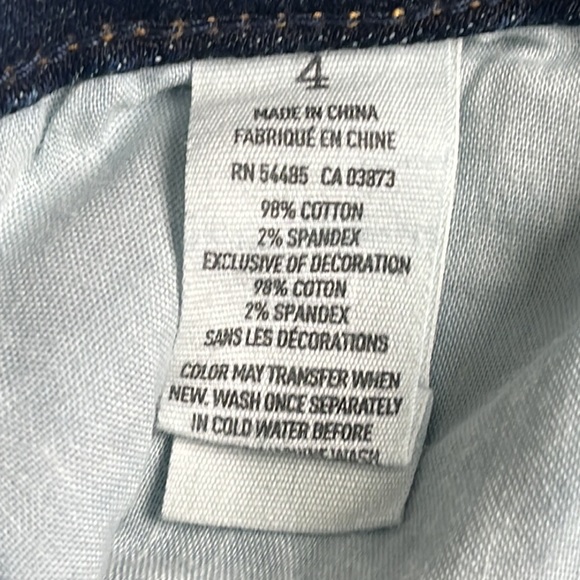 4
MADE IN CHINA
FABRIQUÉ EN CHINE
RN 54485 CA 03873
98% COTTON
2% SPANDEX
EXCLUSIVE OF DECORATION
98% COTON
2% SPANDEX
SANS LES DÉCORATIONS
COLOR MAY TRANSFER WHEN
NEW. WASH ONCE SEPARATELY
IN COLD WATER BEFORE
WASH